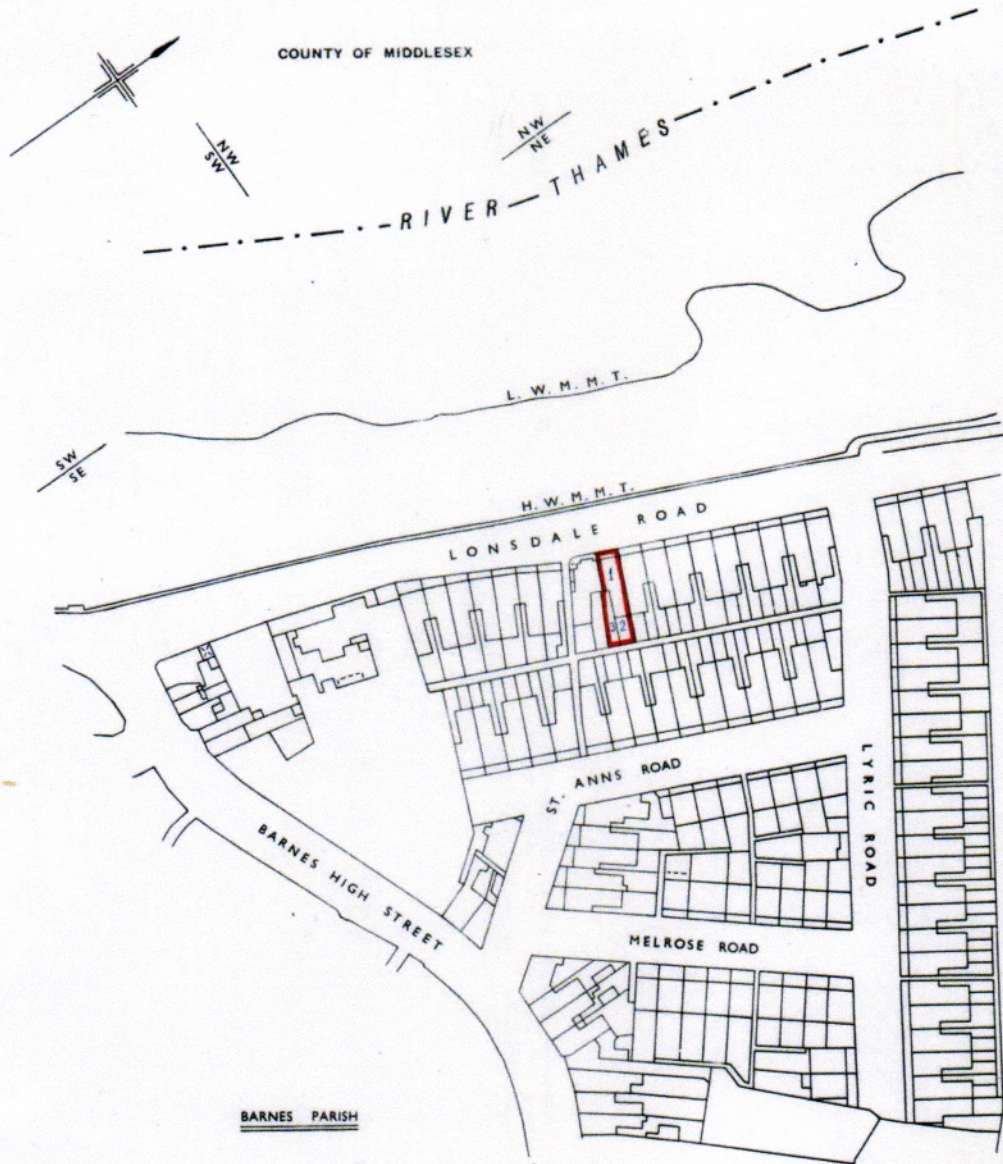 COUNTY OF MIDDLESEX
NW
SW
NW
NE
RIVER THAMES
L. W. M. M. T.
SW
SE
H. W. M. M. T.
LONSDALE ROAD
1
32
ST. ANNS ROAD
LYRIC ROAD
BARNES HIGH STREET
MELROSE ROAD
BARNES PARISH